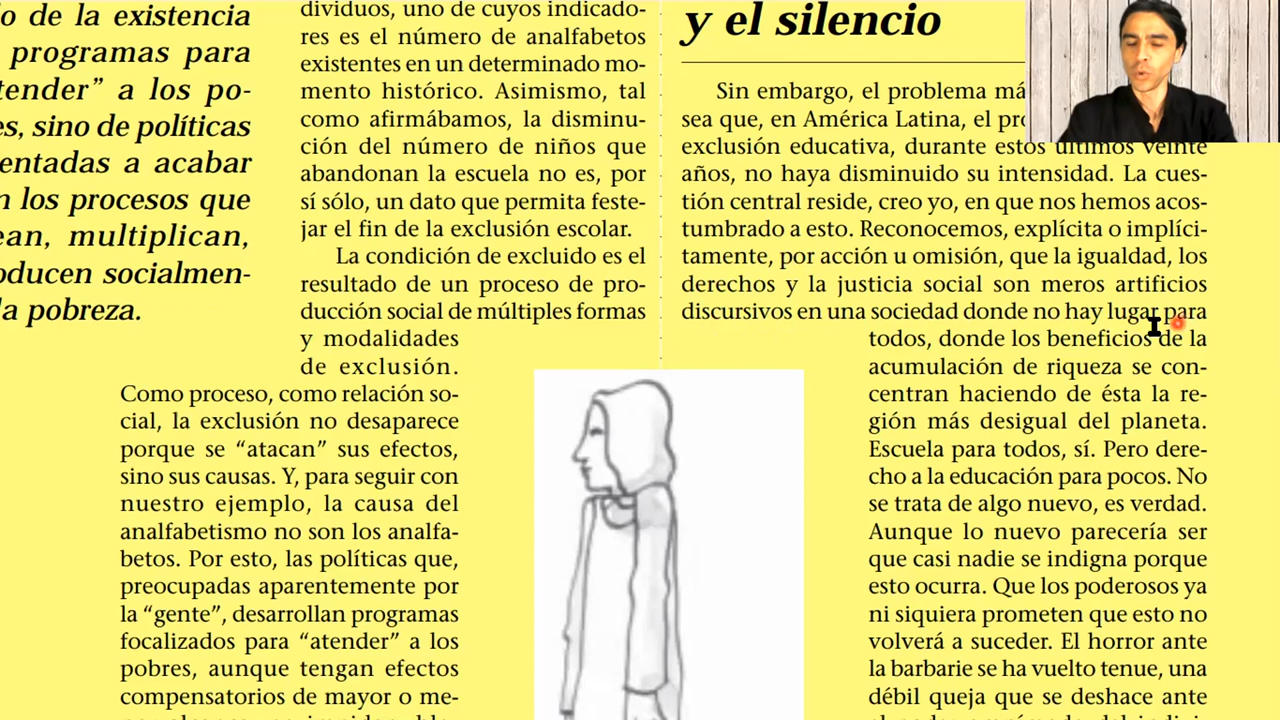 o de la existencia
programas para
tender” a los po-
es, sino de políticas
entadas a acabar
n los procesos que
ean, multiplican,
oducen socialmen-
la pobreza.
dividuos, uno de cuyos indicado-
res es el número de analfabetos
existentes en un determinado mo-
mento histórico. Asimismo, tal
como afirmábamos, la disminu-
ción del número de niños que
abandonan la escuela no es, por
sí sólo, un dato que permita feste-
jar el fin de la exclusión escolar.
La condición de excluido es el
resultado de un proceso de pro-
ducción social de múltiples formas
y modalidades
de exclusión.
Como proceso, como relación so-
cial, la exclusión no desaparece
porque se “atacan” sus efectos,
sino sus causas. Y, para seguir con
nuestro ejemplo, la causa del
analfabetismo no son los analfa-
betos. Por esto, las políticas que,
preocupadas aparentemente por
la “gente”, desarrollan programas
focalizados para “atender” a los
pobres, aunque tengan efectos
compensatorios de mayor o me-
y el silencio
Sin embargo, el problema má
sea que, en América Latina, el pro
exclusión educativa, durante estos últimos veinte
años, no haya disminuido su intensidad. La cues-
tión central reside, creo yo, en que nos hemos acos-
tumbrado a esto. Reconocemos, explícita o implíci-
tamente, por acción u omisión, que la igualdad, los
derechos y la justicia social son meros artificios
discursivos en una sociedad donde no hay lugar para
todos, donde los beneficios de la
acumulación de riqueza se con-
centran haciendo de ésta la re-
gión más desigual del planeta.
Escuela para todos, sí. Pero dere-
cho a la educación para pocos. No
se trata de algo nuevo, es verdad.
Aunque lo nuevo parecería ser
que casi nadie se indigna porque
esto ocurra. Que los poderosos ya
ni siquiera prometen que esto no
volverá a suceder. El horror ante
la barbarie se ha vuelto tenue, una
débil queja que se deshace ante